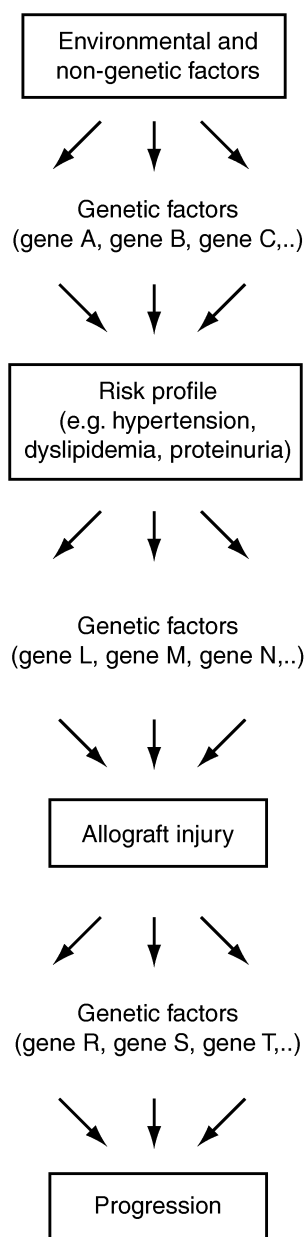 Environmental and
non-genetic factors
Genetic factors
(gene A, gene B, gene C,..)
Risk profile
(e.g. hypertension,
dyslipidemia, proteinuria)
Genetic factors
(gene L, gene M, gene N,..)
Allograft injury
Genetic factors
(gene R, gene S, gene T,..)
Progression